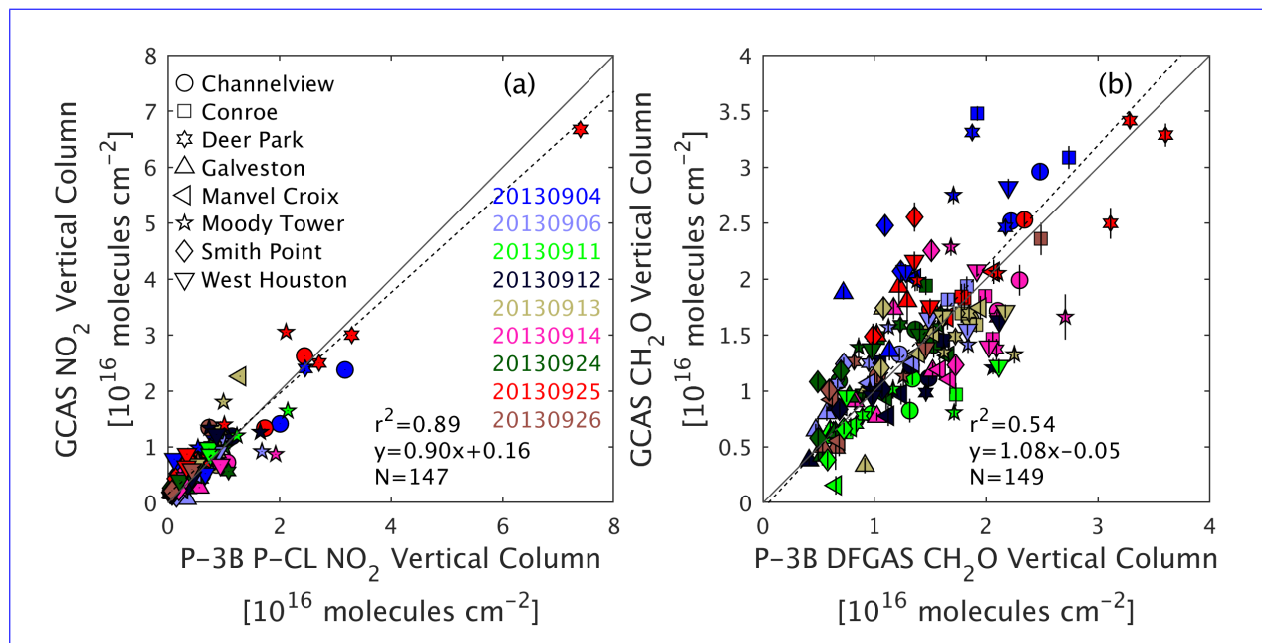 GCAS NO2 Vertical Column
[10^16 molecules cm^−2]
8
7
6
5
4
3
2
1
0
(a)
Channelview
Conroe
Deer Park
Galveston
Manvel Croix
Moody Tower
Smith Point
West Houston
20130904
20130906
20130911
20130912
20130913
20130914
20130924
20130925
20130926
r^2=0.89
y=0.90x+0.16
N=147
0 2 4 6 8
P−3B P−CL NO2 Vertical Column
[10^16 molecules cm^−2]
GCAS CH2O Vertical Column
[10^16 molecules cm^−2]
4
3.5
3
2.5
2
1.5
1
0.5
0
(b)
r^2=0.54
y=1.08x−0.05
N=149
0 1 2 3 4
P−3B DFGAS CH2O Vertical Column
[10^16 molecules cm^−2]